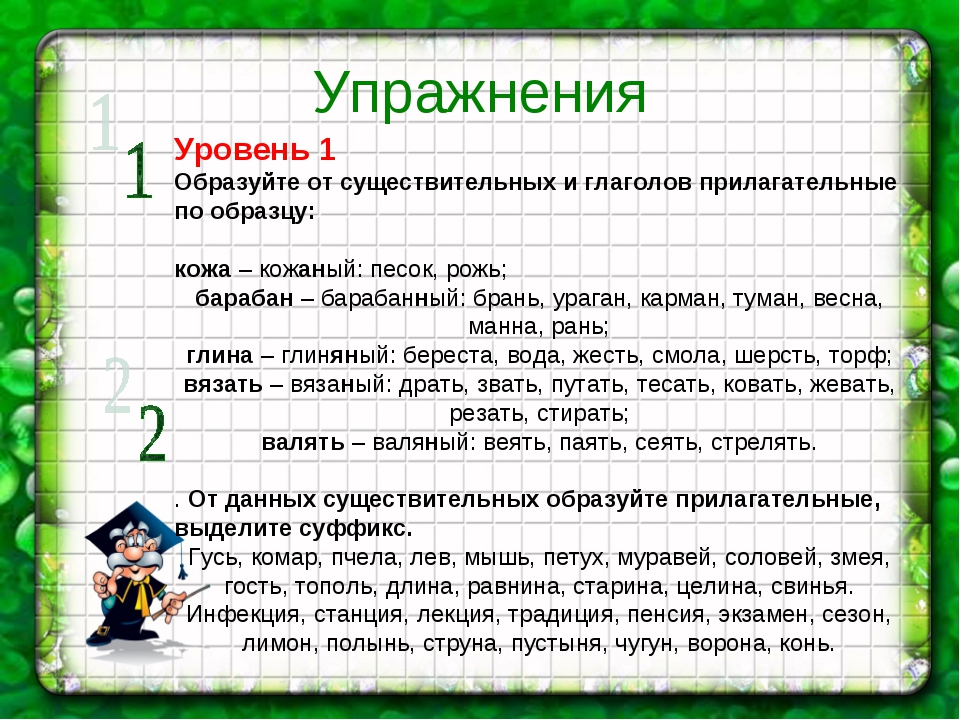 Упражнения
1
1
Уровень 1
Образуйте от существительных и глаголов прилагательные
по образцу:
кожа – кожаный: песок, рожь;
барабан – барабанный: брань, ураган, карман, туман, весна,
манна, рань;
глина – глиняный: береста, вода, жесть, смола, шерсть, торф;
вязать – вязаный: драть, звать, путать, тесать, ковать, жевать,
резать, стирать;
валять – валяный: веять, паять, сеять, стрелять.
2
2
. От данных существительных образуйте прилагательные,
выделите суффикс.
Гусь, комар, пчела, лев, мышь, петух, муравей, соловей, змея,
гость, тополь, длина, равнина, старина, целина, свинья.
Инфекция, станция, лекция, традиция, пенсия, экзамен, сезон,
лимон, полынь, струна, пустыня, чугун, ворона, конь.